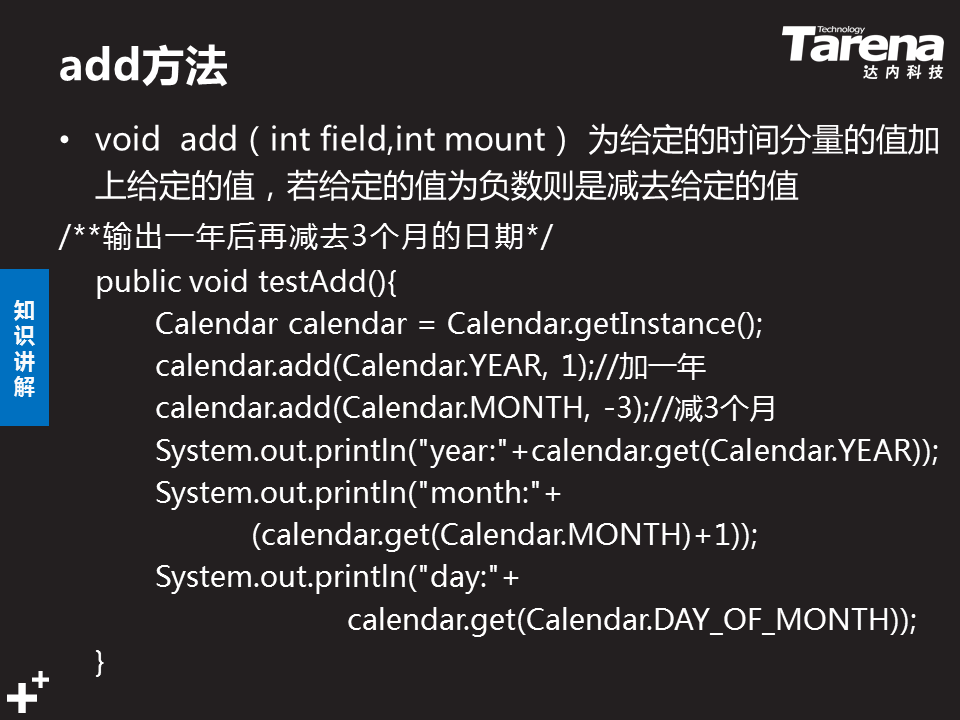 add方法
Technology
Tarena
达内科技
• void  add（int field,int mount） 为给定的时间分量的值加
上给定的值，若给定的值为负数则是减去给定的值
/**输出一年后再减去3个月的日期*/
public void testAdd(){
Calendar calendar = Calendar.getInstance();
calendar.add(Calendar.YEAR, 1);//加一年
calendar.add(Calendar.MONTH, -3);//减3个月
System.out.println("year:"+calendar.get(Calendar.YEAR));
System.out.println("month:"+
(calendar.get(Calendar.MONTH)+1));
System.out.println("day:"+
calendar.get(Calendar.DAY_OF_MONTH));
}
知
识
讲
解